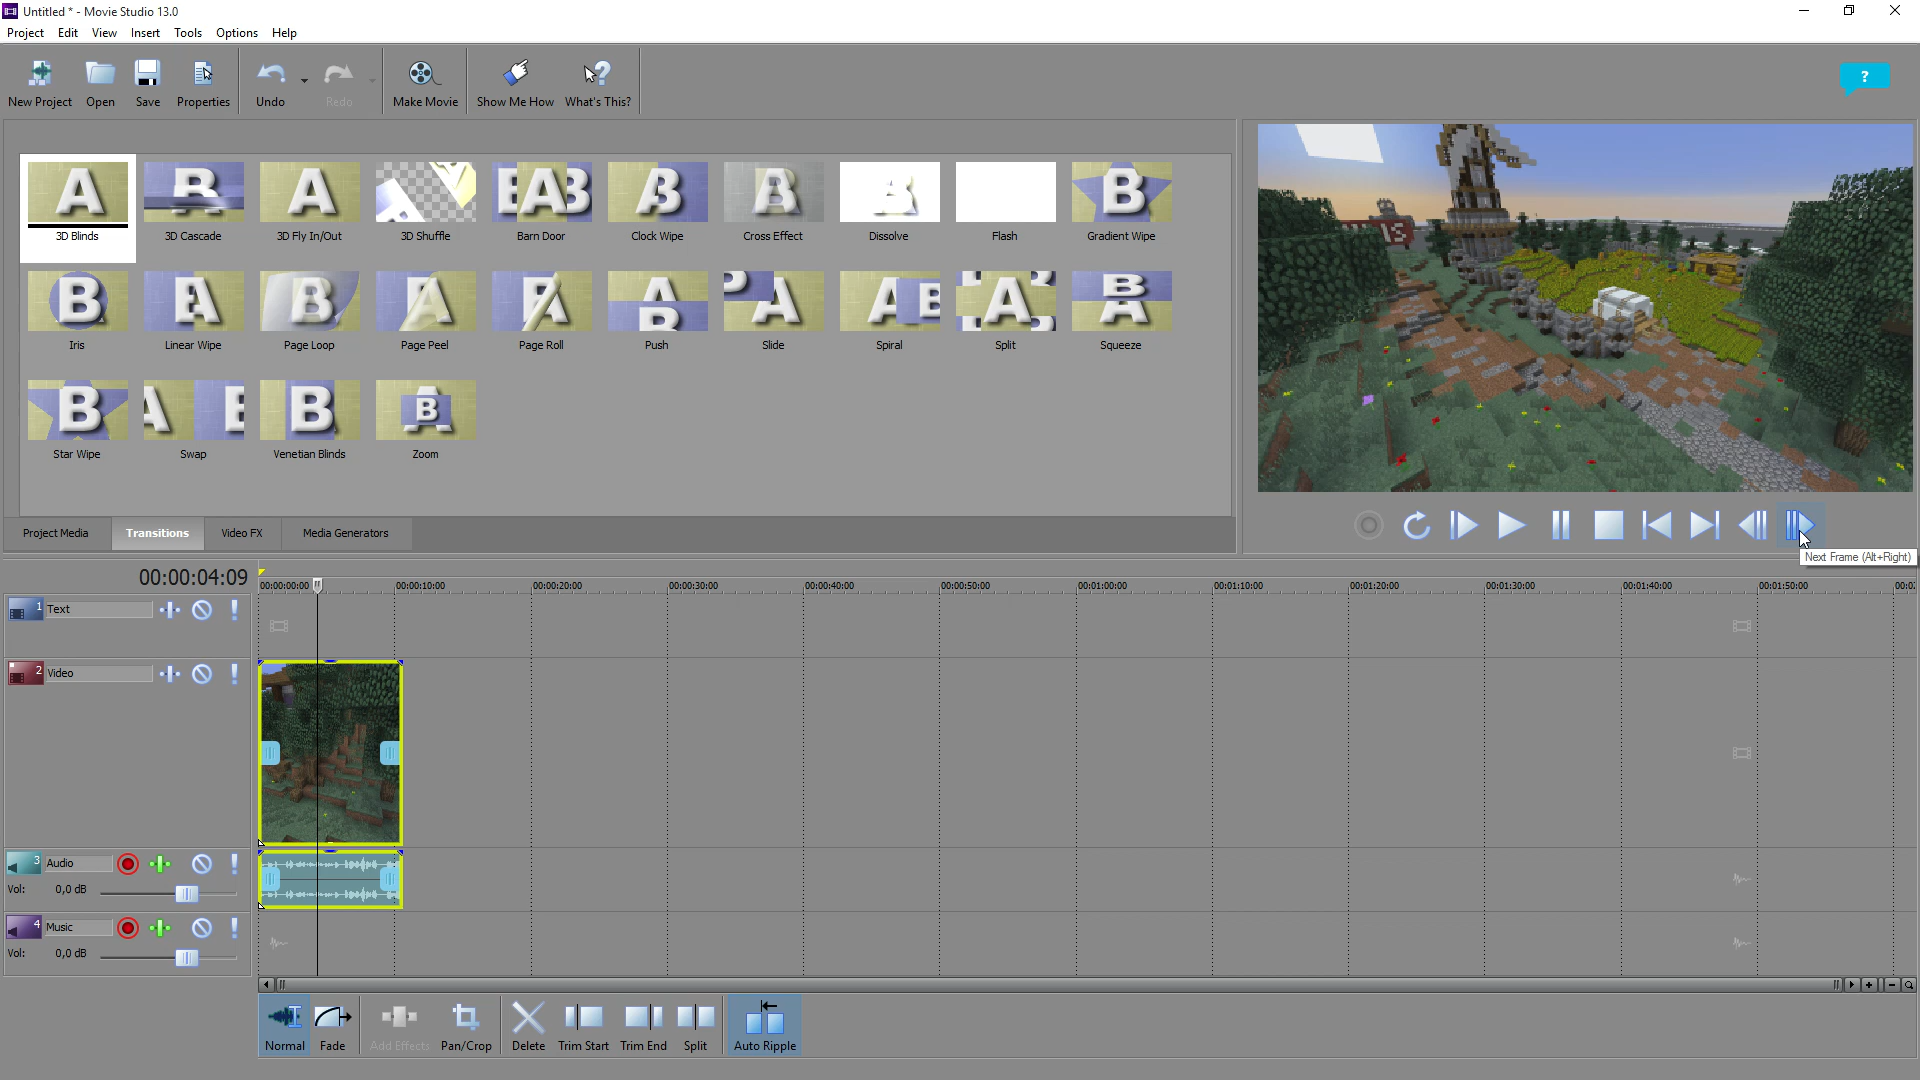 Untitled * - Movie Studio 13.0
Project Edit View Insert Tools Options Help
New Project Open Save Properties Undo Redo Make Movie Show Me How What's This?
?
3D Blinds 3D Cascade 3D Fly In/Out 3D Shuffle Barn Door Clock Wipe Cross Effect Dissolve Flash Gradient Wipe
Iris Linear Wipe Page Loop Page Peel Page Roll Push Slide Spiral Split Squeeze
Star Wipe Swap Venetian Blinds Zoom
Project Media Transitions Video FX Media Generators
Next Frame (Alt+Right)
00:00:04:09
00:00:00:00 00:00:10:00 00:00:20:00 00:00:30:00 00:00:40:00 00:00:50:00 00:01:00:00 00:01:10:00 00:01:20:00 00:01:30:00 00:01:40:00 00:01:50:00
1 Text
2 Video
3 Audio
Vol: 0,0 dB
4 Music
Vol: 0,0 dB
Normal Fade Add Effects Pan/Crop Delete Trim Start Trim End Split Auto Ripple